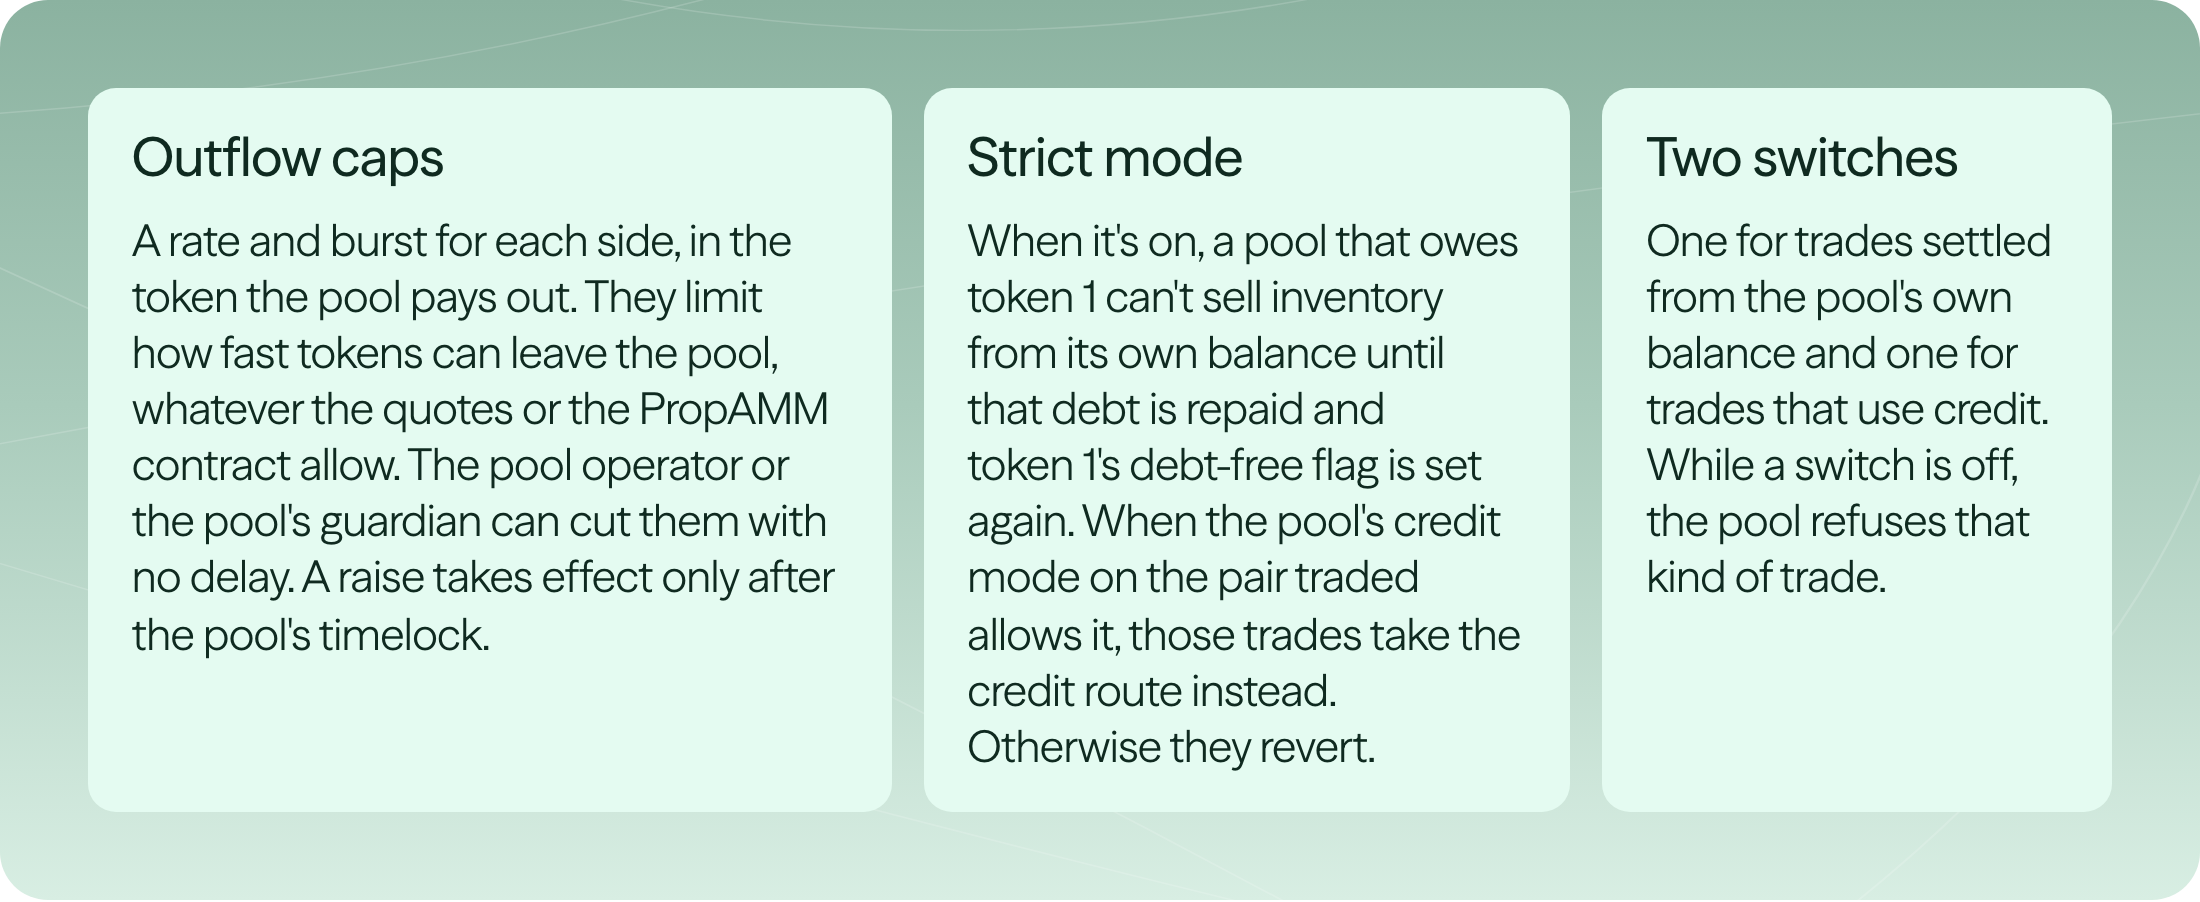 Outflow caps
A rate and burst for each side, in the
token the pool pays out. They limit
how fast tokens can leave the pool,
whatever the quotes or the PropAMM
contract allow. The pool operator or
the pool's guardian can cut them with
no delay. A raise takes effect only after
the pool's timelock.
Strict mode
When it's on, a pool that owes
token 1 can't sell inventory
from its own balance until
that debt is repaid and
token 1's debt-free flag is set
again. When the pool's credit
mode on the pair traded
allows it, those trades take the
credit route instead.
Otherwise they revert.
Two switches
One for trades settled
from the pool's own
balance and one for
trades that use credit.
While a switch is off,
the pool refuses that
kind of trade.